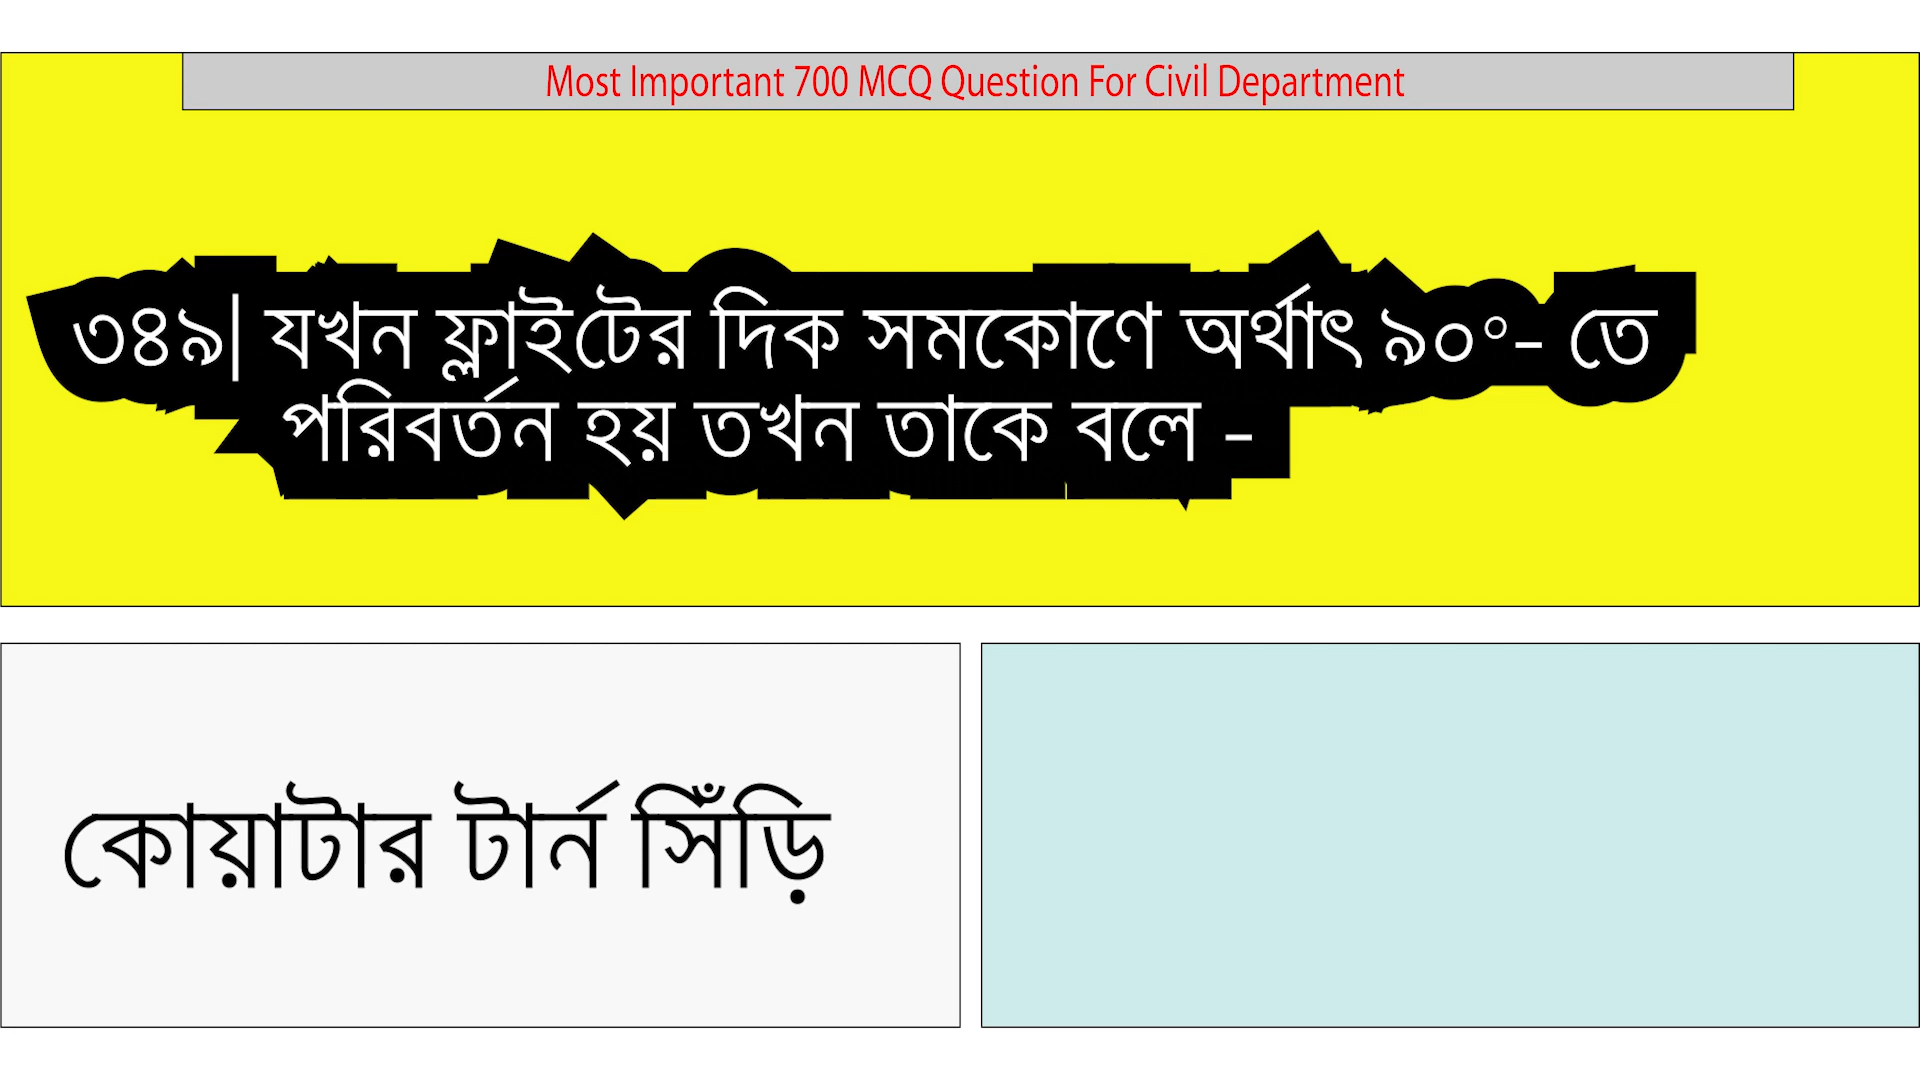 Most Important 700 MCQ Question For Civil Department
৩৪৯| যখন ফ্লাইটের দিক সমকোণে অর্থাৎ ৯০°- তে
পরিবর্তন হয় তখন তাকে বলে -
কোয়াটার টার্ন সিঁড়ি